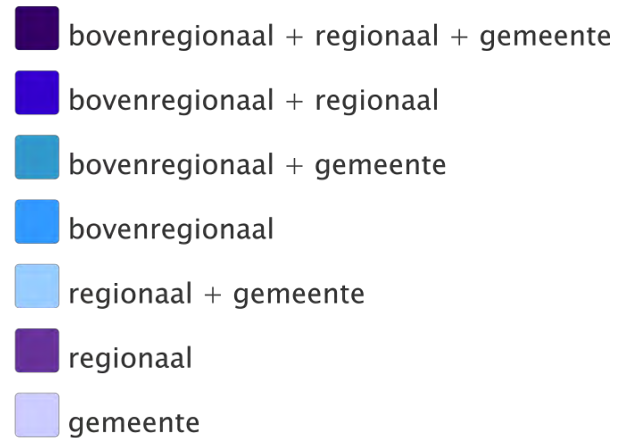 bovenregionaal + regionaal + gemeente
bovenregionaal + regionaal
bovenregionaal + gemeente
bovenregionaal
regionaal + gemeente
regionaal
gemeente